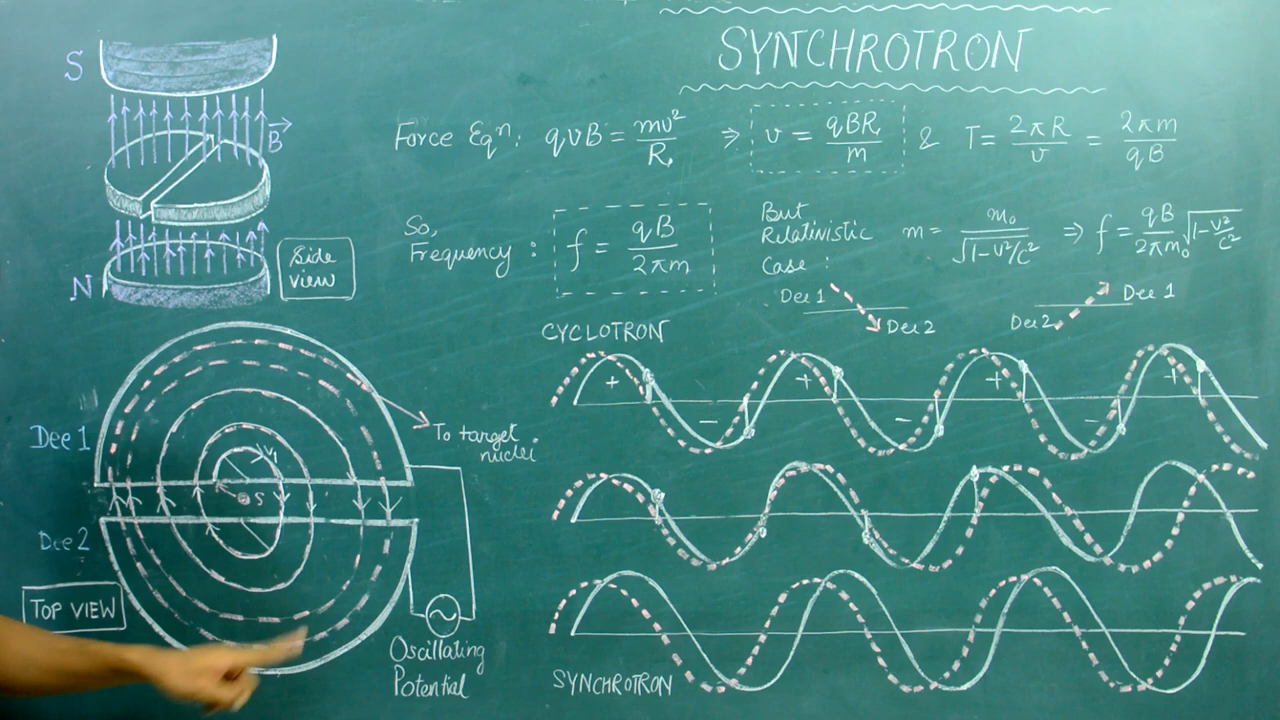 SYNCHROTRON
Force Eqⁿ: qvB = mv²/R ⇒ v = qBR/m & T = 2πR/v = 2πm/qB
So, Frequency: f = qB/2πm
But Relativistic Case: m = m₀/√1-v²/c² ⇒ f = qB/2πm₀ √1-v²/c²
S
B
N
Side View
Dee 1
Dee 2
Dee 2
Dee 1
CYCLOTRON
+ − + − + − +
Dee 1
V₁
S
To target nuclei
Dee 2
TOP VIEW
Oscillating Potential
SYNCHROTRON